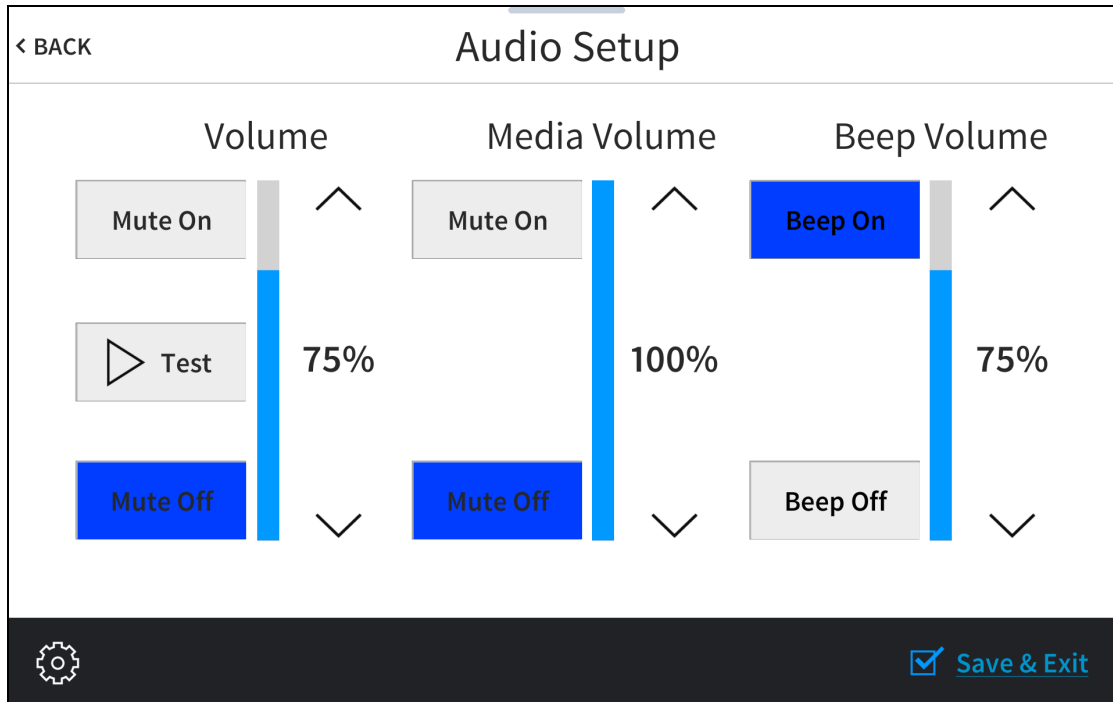 < BACK
Audio Setup
Volume
Media Volume
Beep Volume
Mute On
Mute On
Beep On
Test
75%
100%
75%
Mute Off
Mute Off
Beep Off
Save & Exit